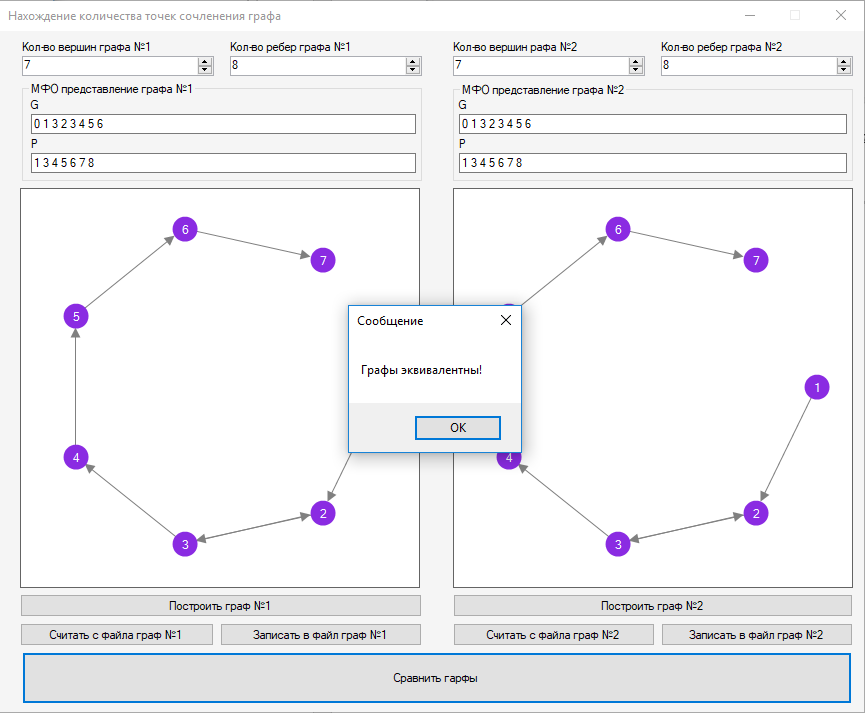 Нахождение количества точек сочленения графа
Кол-во вершин графа №1
Кол-во ребер графа №1
Кол-во вершин рафа №2
Кол-во ребер графа №2
7
8
7
8
МФО представление графа №1
G
0 1 3 2 3 4 5 6
P
1 3 4 5 6 7 8
МФО представление графа №2
G
0 1 3 2 3 4 5 6
P
1 3 4 5 6 7 8
6
7
5
4
3
2
6
7
1
4
3
2
Сообщение
Графы эквивалентны!
OK
Построить граф №1
Построить граф №2
Считать с файла граф №1
Записать в файл граф №1
Считать с файла граф №2
Записать в файл граф №2
Сравнить гарфы